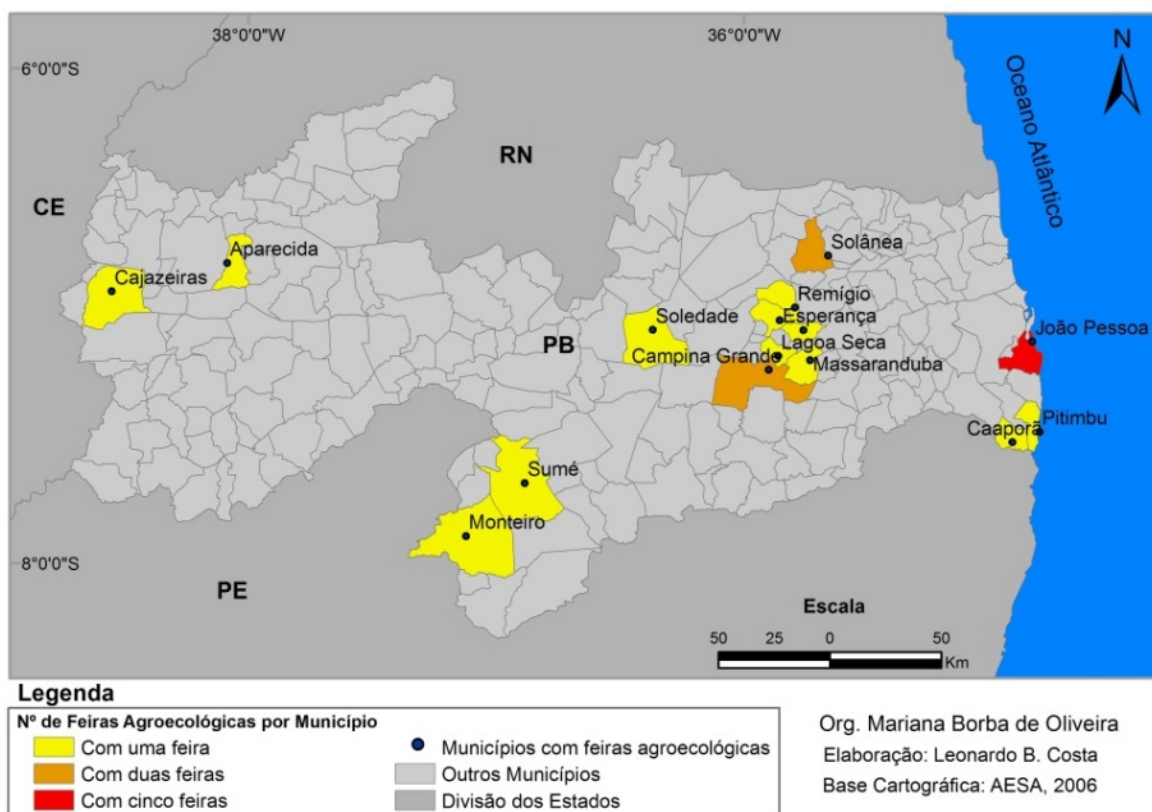 38°0'0"W
36°0'0"W
N
6°0'0"S
Oceano Atlântico
RN
CE
Solânea
Aparecida
Cajazeiras
Remígio
Soledade
Esperança
João Pessoa
PB
Lagoa Seca
Campina Grande
Massaranduba
Pitimbu
Caaporã
Sumé
Monteiro
8°0'0"S
PE
Escala
50 25 0 50
Km
Legenda
Nº de Feiras Agroecológicas por Município
Com uma feira
Com duas feiras
Com cinco feiras
Municípios com feiras agroecológicas
Outros Municípios
Divisão dos Estados
Org. Mariana Borba de Oliveira
Elaboração: Leonardo B. Costa
Base Cartográfica: AESA, 2006